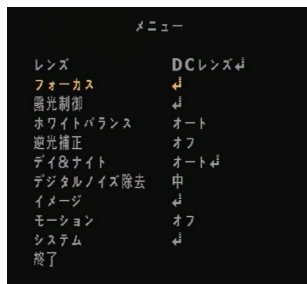 メニュー
レンズ DCレンズ↲
フォーカス ↲
露光制御 ↲
ホワイトバランス オート
逆光補正 オフ
デイ&ナイト オート↲
デジタルノイズ除去 中
イメージ ↲
モーション オフ
システム ↲
終了